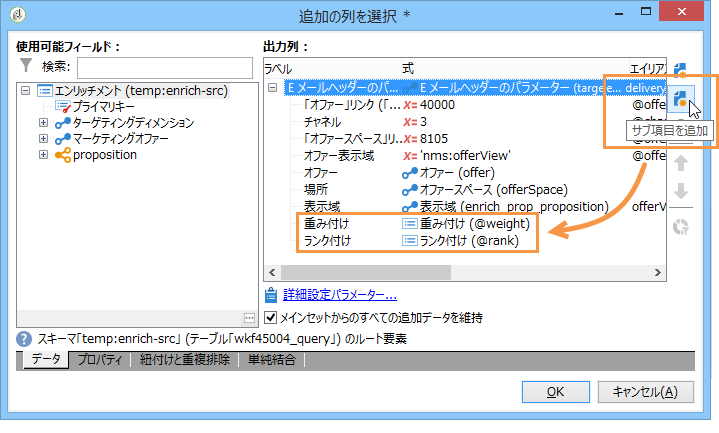 追加の列を選択 *
使用可能フィールド：
検索:
エンリッチメント (temp:enrich-src)
プライマリキー
ターゲティングディメンション
マーケティングオファー
proposition
出力列：
ラベル 式 エイリアス
E メールヘッダーのパ... E メールヘッダーのパラメーター (targete... delivery
「オファー」リンク (「... X= 40000 @offe
チャネル X= 3
「オファースペース」リ... X= 8105
オファー表示域 X= 'nms:offerView' @offe
オファー オファー (offer)
場所 オファースペース (offerSpace)
表示域 表示域 (enrich_prop_proposition) offerV
重み付け 重み付け (@weight)
ランク付け ランク付け (@rank)
サブ項目を追加
詳細設定パラメーター...
メインセットからのすべての追加データを維持
スキーマ「temp:enrich-src」 (テーブル「wkf45004_query」) のルート要素
データ プロパティ 紐付けと重複排除 単純結合
OK キャンセル(A)